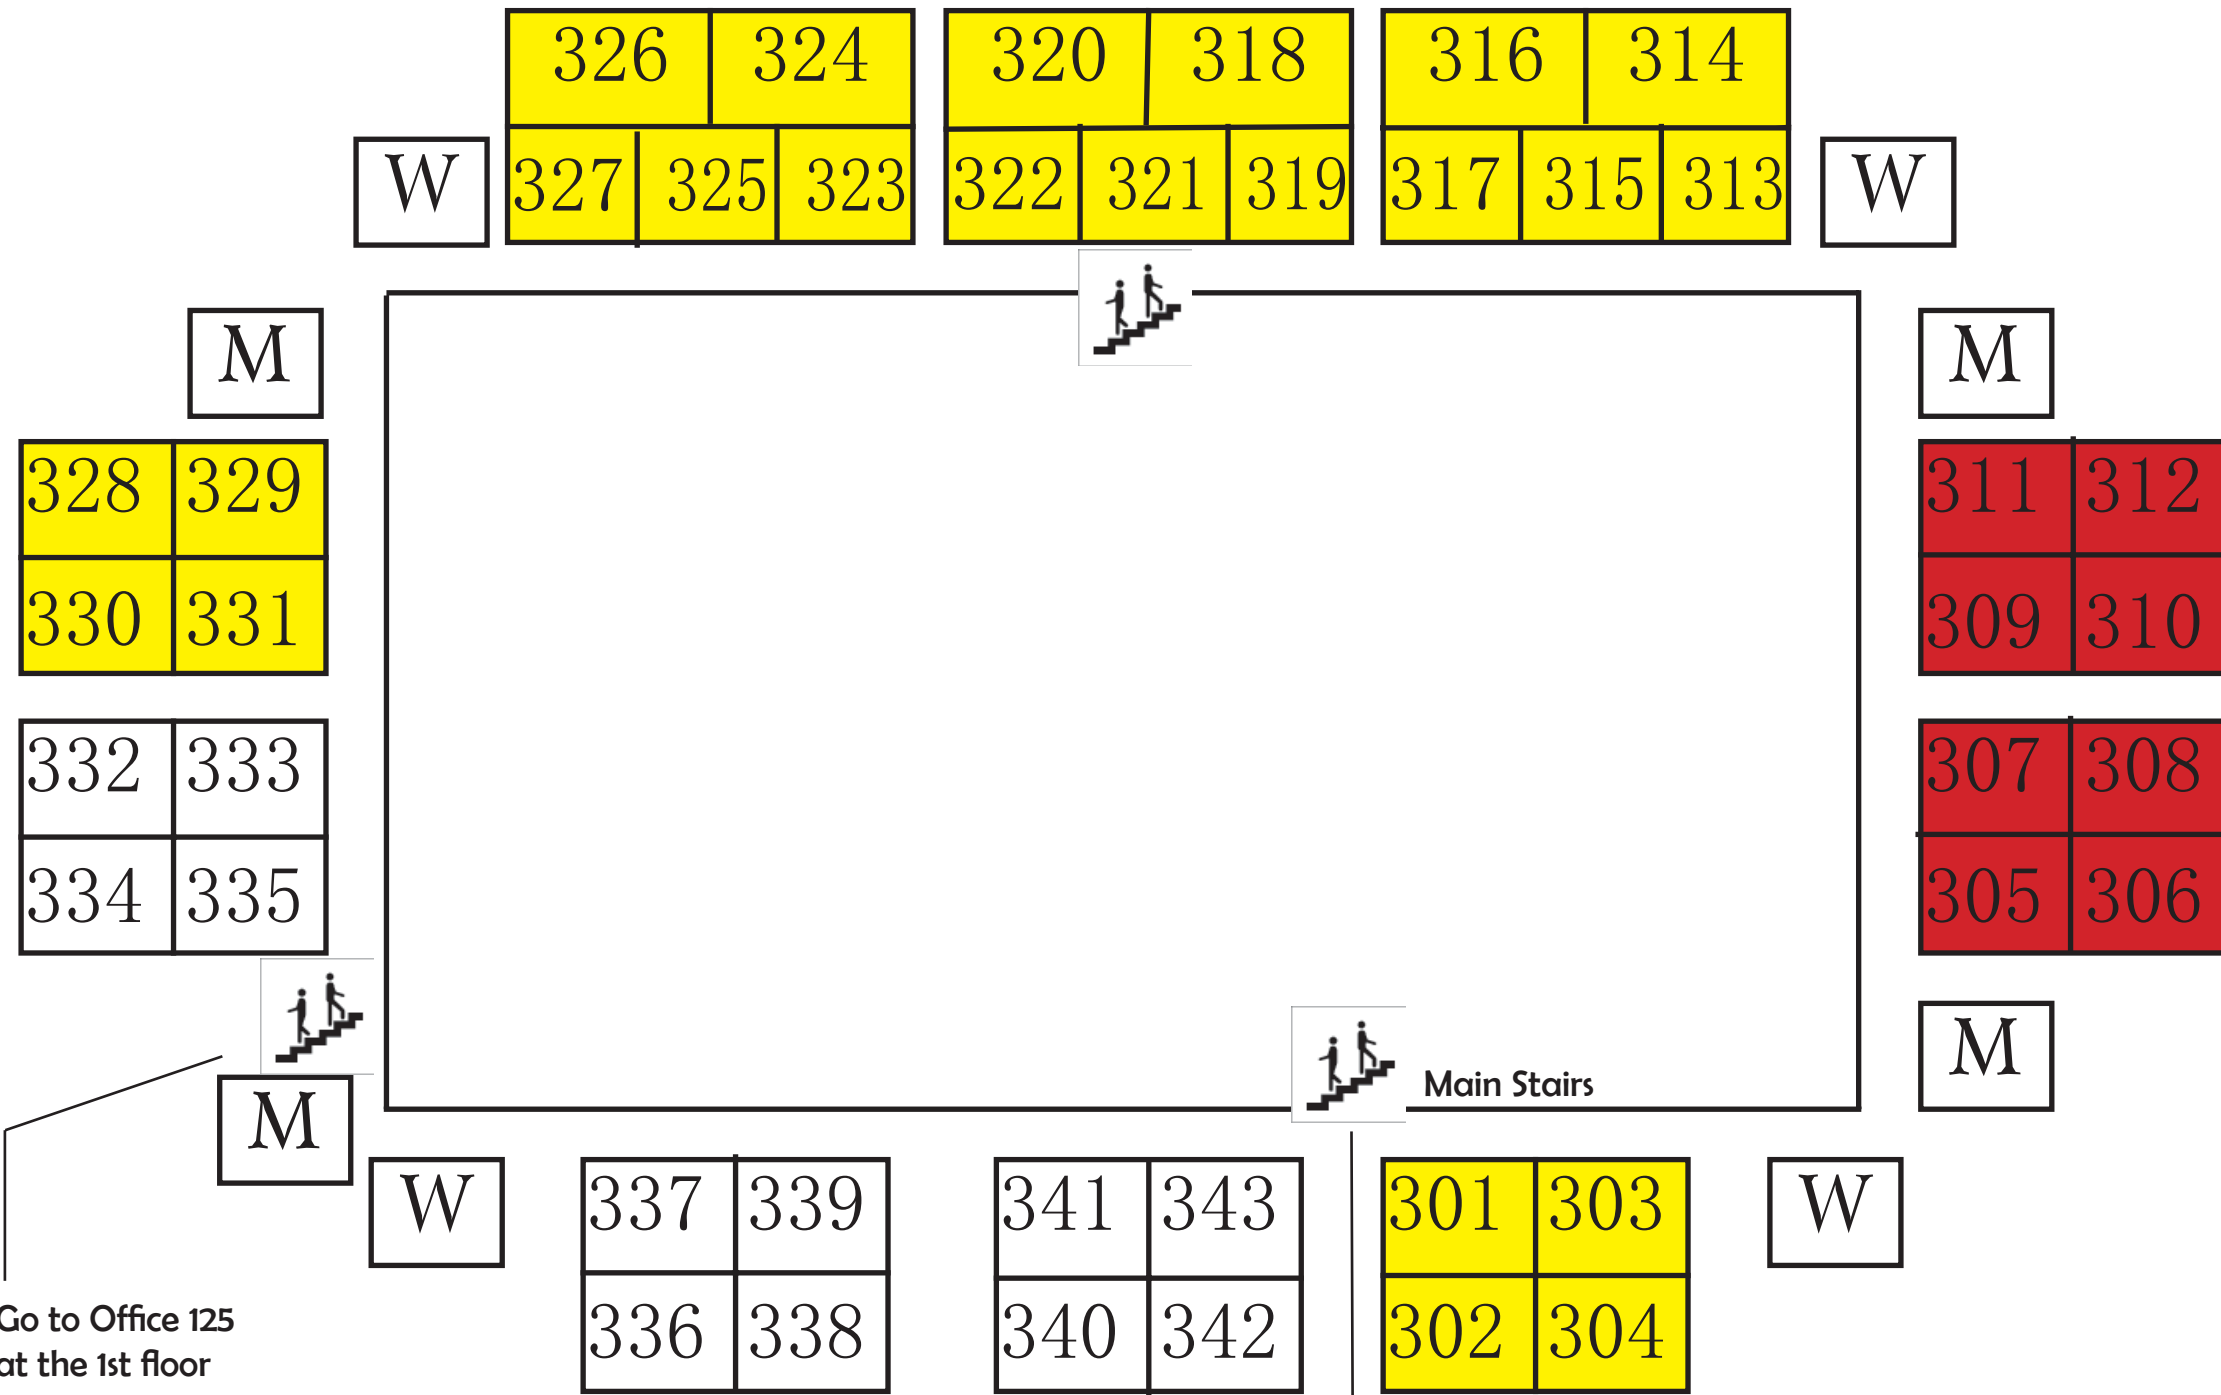 326 324 320 318 316 314
W 327 325 323 322 321 319 317 315 313 W
M M
328 329 311 312
330 331 309 310
332 333 307 308
334 335 305 306
M
Main Stairs
M
W 337 339 341 343 301 303 W
336 338 340 342 302 304
Go to Office 125
at the 1st floor